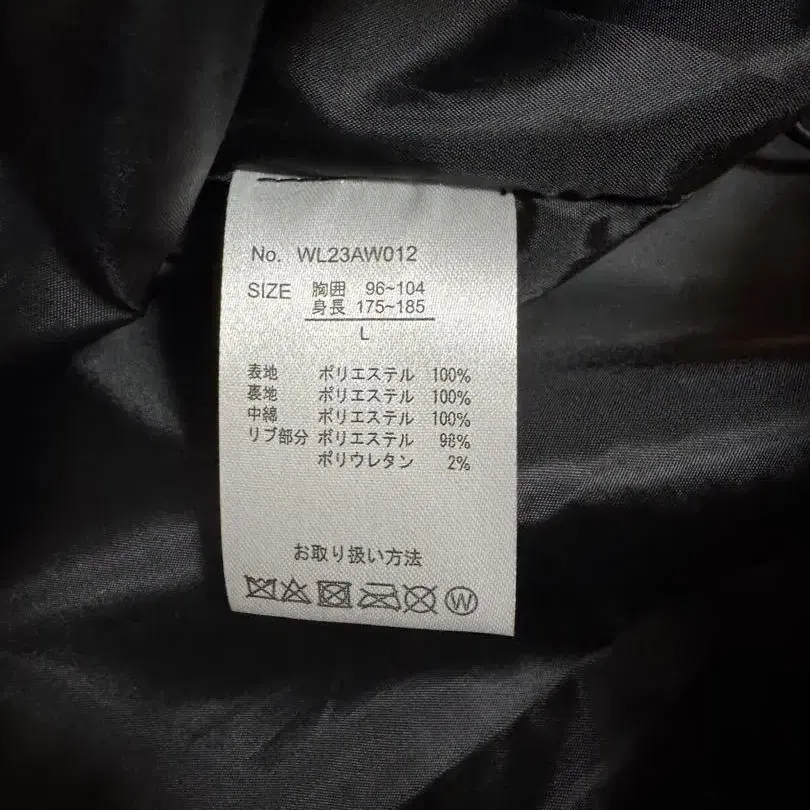 No. WL23AW012
SIZE 胸囲 96~104
身長 175~185
L
表地 ポリエステル 100%
裏地 ポリエステル 100%
中綿 ポリエステル 100%
リブ部分 ポリエステル 98%
ポリウレタン 2%
お取り扱い方法
W